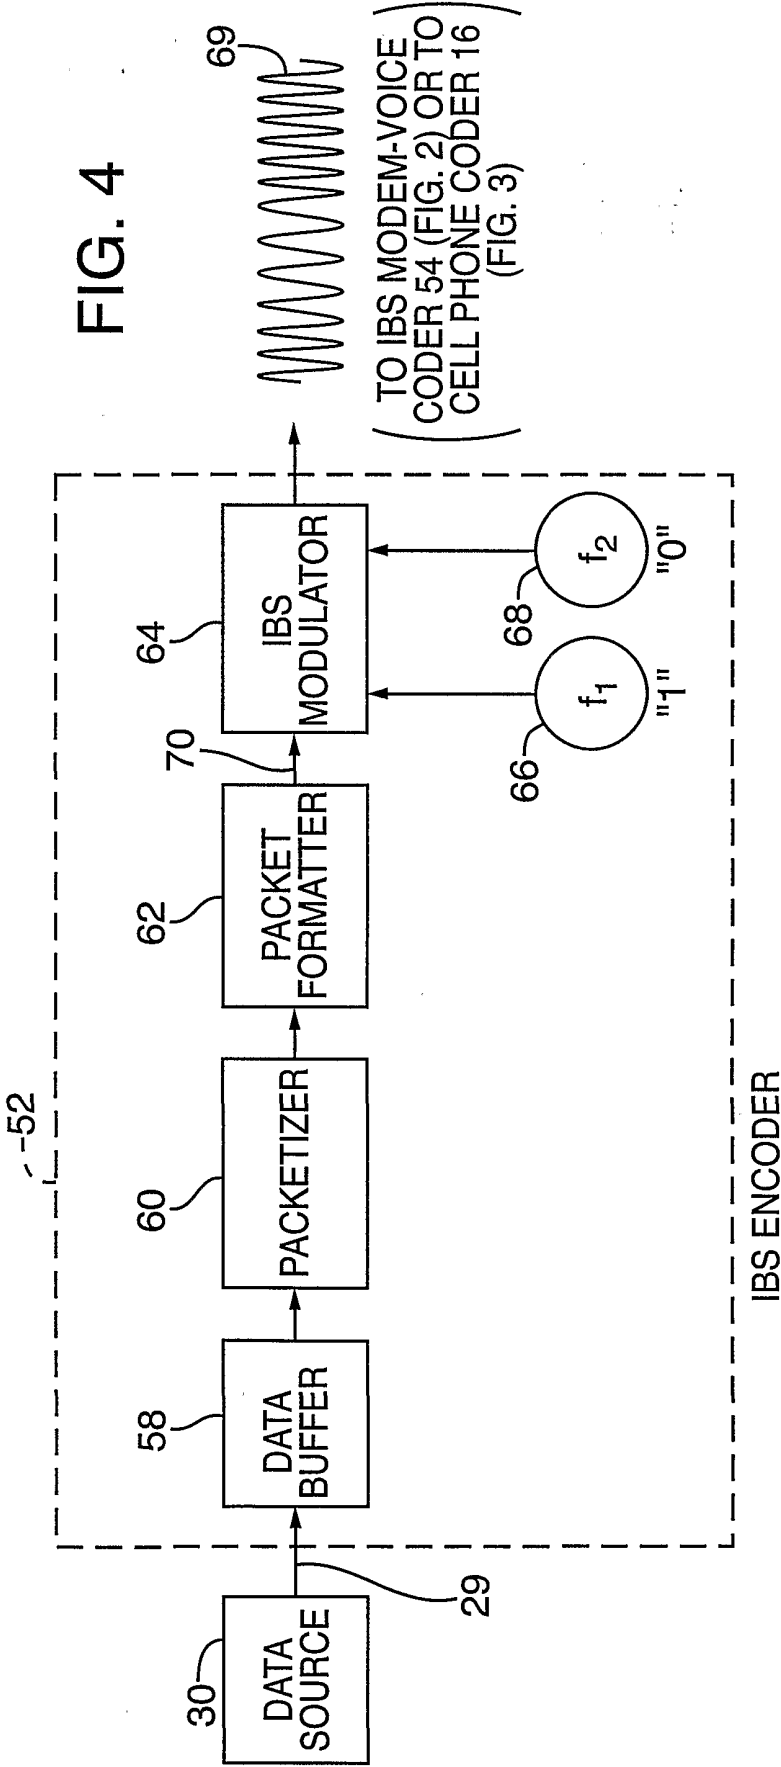 FIG. 4
52
30
DATA
SOURCE
29
58
DATA
BUFFER
60
PACKETIZER
62
PACKET
FORMATTER
70
64
IBS
MODULATOR
66
f1
"1"
68
f2
"0"
69
TO IBS MODEM-VOICE
CODER 54 (FIG. 2) OR TO
CELL PHONE CODER 16
(FIG. 3)
IBS ENCODER